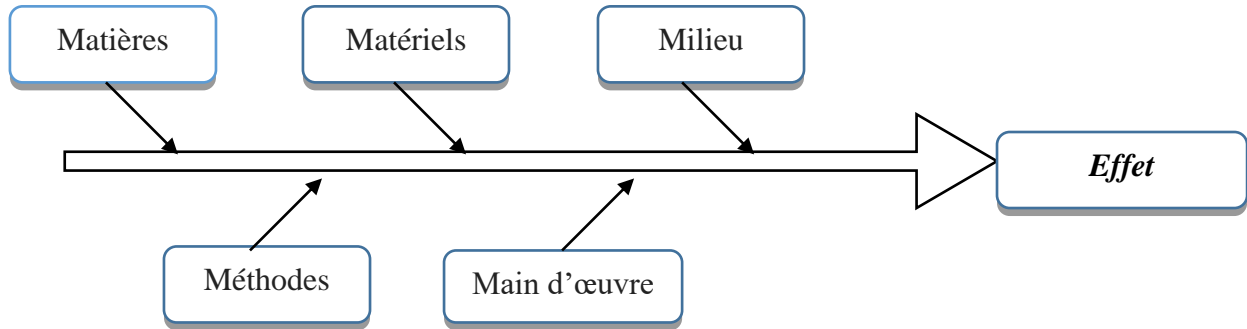 Matières
Matériels
Milieu
Effet
Méthodes
Main d'œuvre